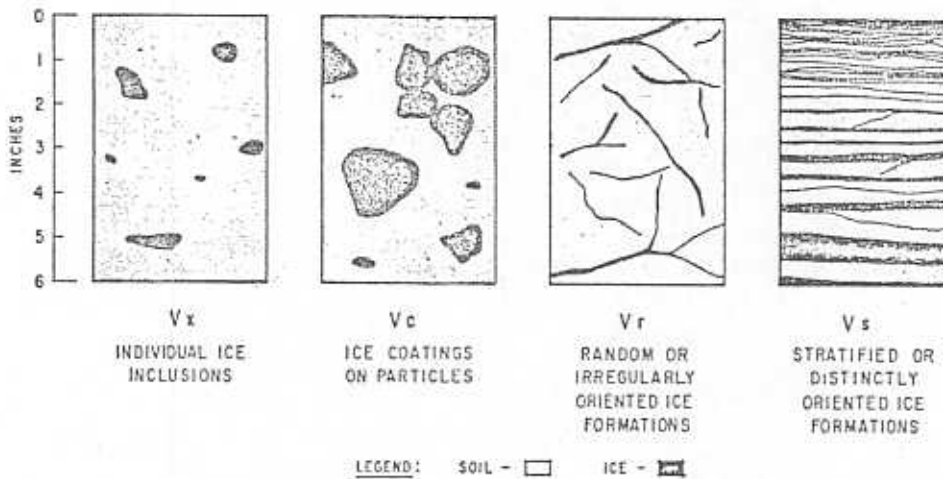 0
1
2
3
4
5
6
INCHES
Vx
INDIVIDUAL ICE
INCLUSIONS
Vc
ICE COATINGS
ON PARTICLES
Vr
RANDOM OR
IRREGULARLY
ORIENTED ICE
FORMATIONS
Vs
STRATIFIED OR
DISTINCTLY
ORIENTED ICE
FORMATIONS
LEGEND: SOIL - ICE -